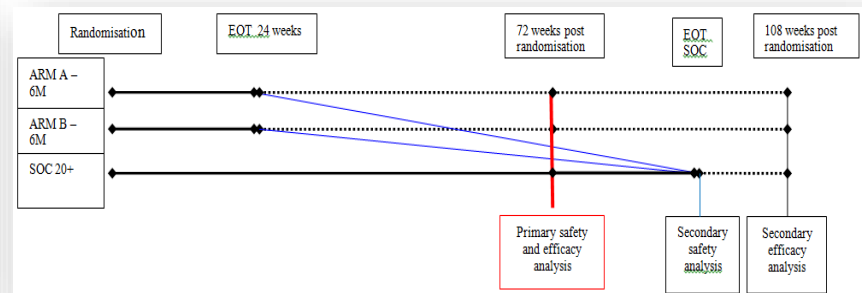 Randomisation
EOT 24 weeks
72 weeks post
randomisation
EOT
SOC
108 weeks post
randomisation
ARM A –
6M
ARM B –
6M
SOC 20+
Primary safety
and efficacy
analysis
Secondary
safety
analysis
Secondary
efficacy
analysis